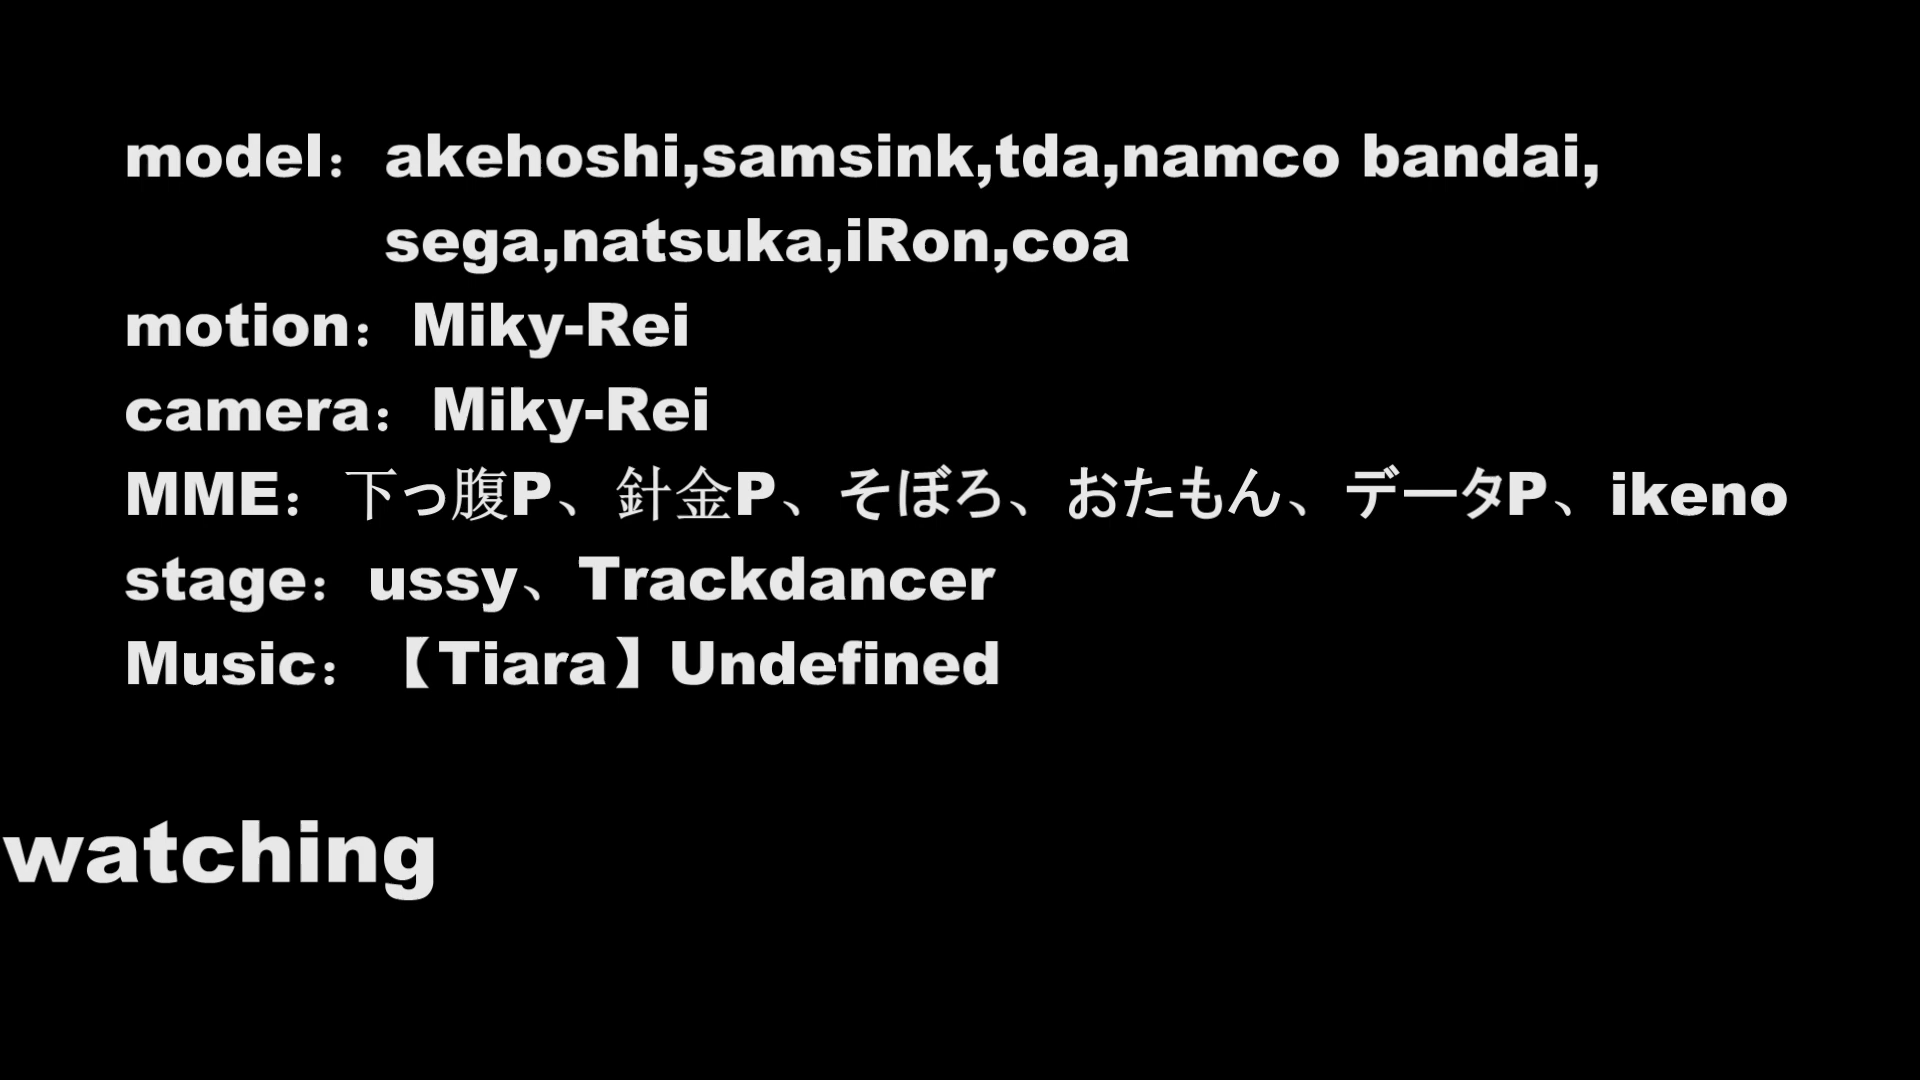 model：akehoshi,samsink,tda,namco bandai,
sega,natsuka,iRon,coa
motion：Miky-Rei
camera：Miky-Rei
MME：下っ腹P、針金P、そぼろ、おたもん、データP、ikeno
stage：ussy、Trackdancer
Music：【Tiara】Undefined
watching